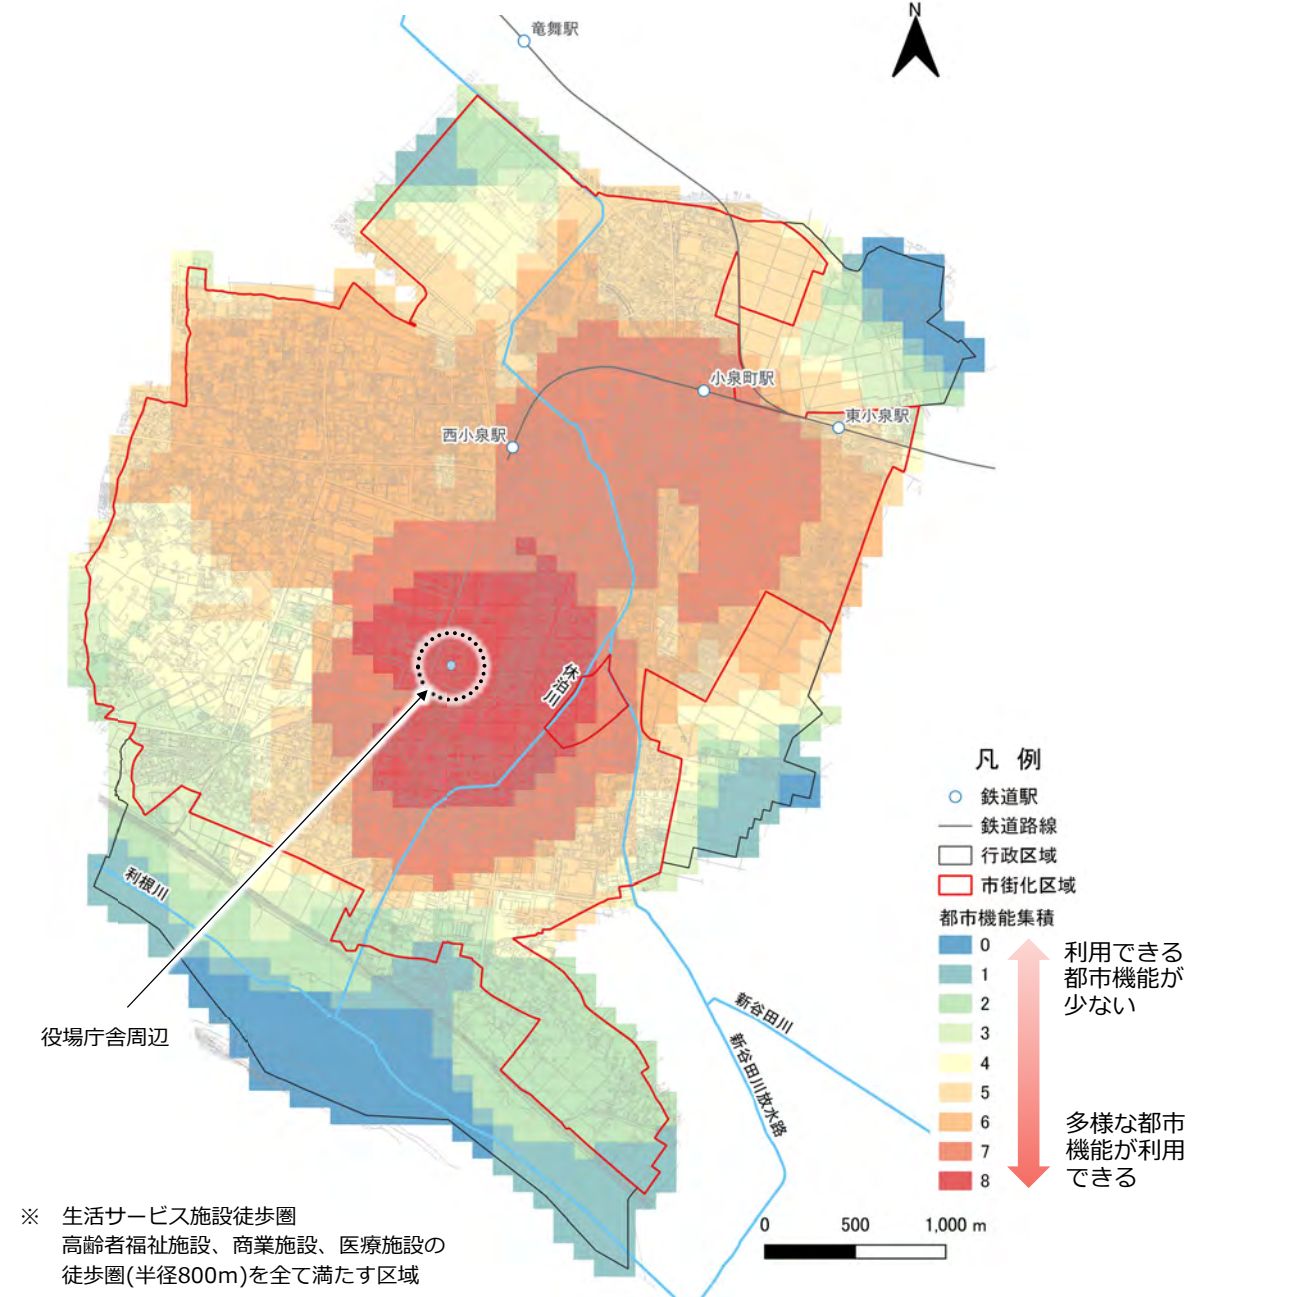 N
竜舞駅
小泉町駅
東小泉駅
西小泉駅
休泊川
利根川
役場庁舎周辺
新谷田川
新谷田川放水路
凡 例
鉄道駅
鉄道路線
行政区域
市街化区域
都市機能集積
0
1
2
3
4
5
6
7
8
利用できる
都市機能が
少ない
多様な都市
機能が利用
できる
0 500 1,000 m
※ 生活サービス施設徒歩圏
高齢者福祉施設、商業施設、医療施設の
徒歩圏(半径800m)を全て満たす区域